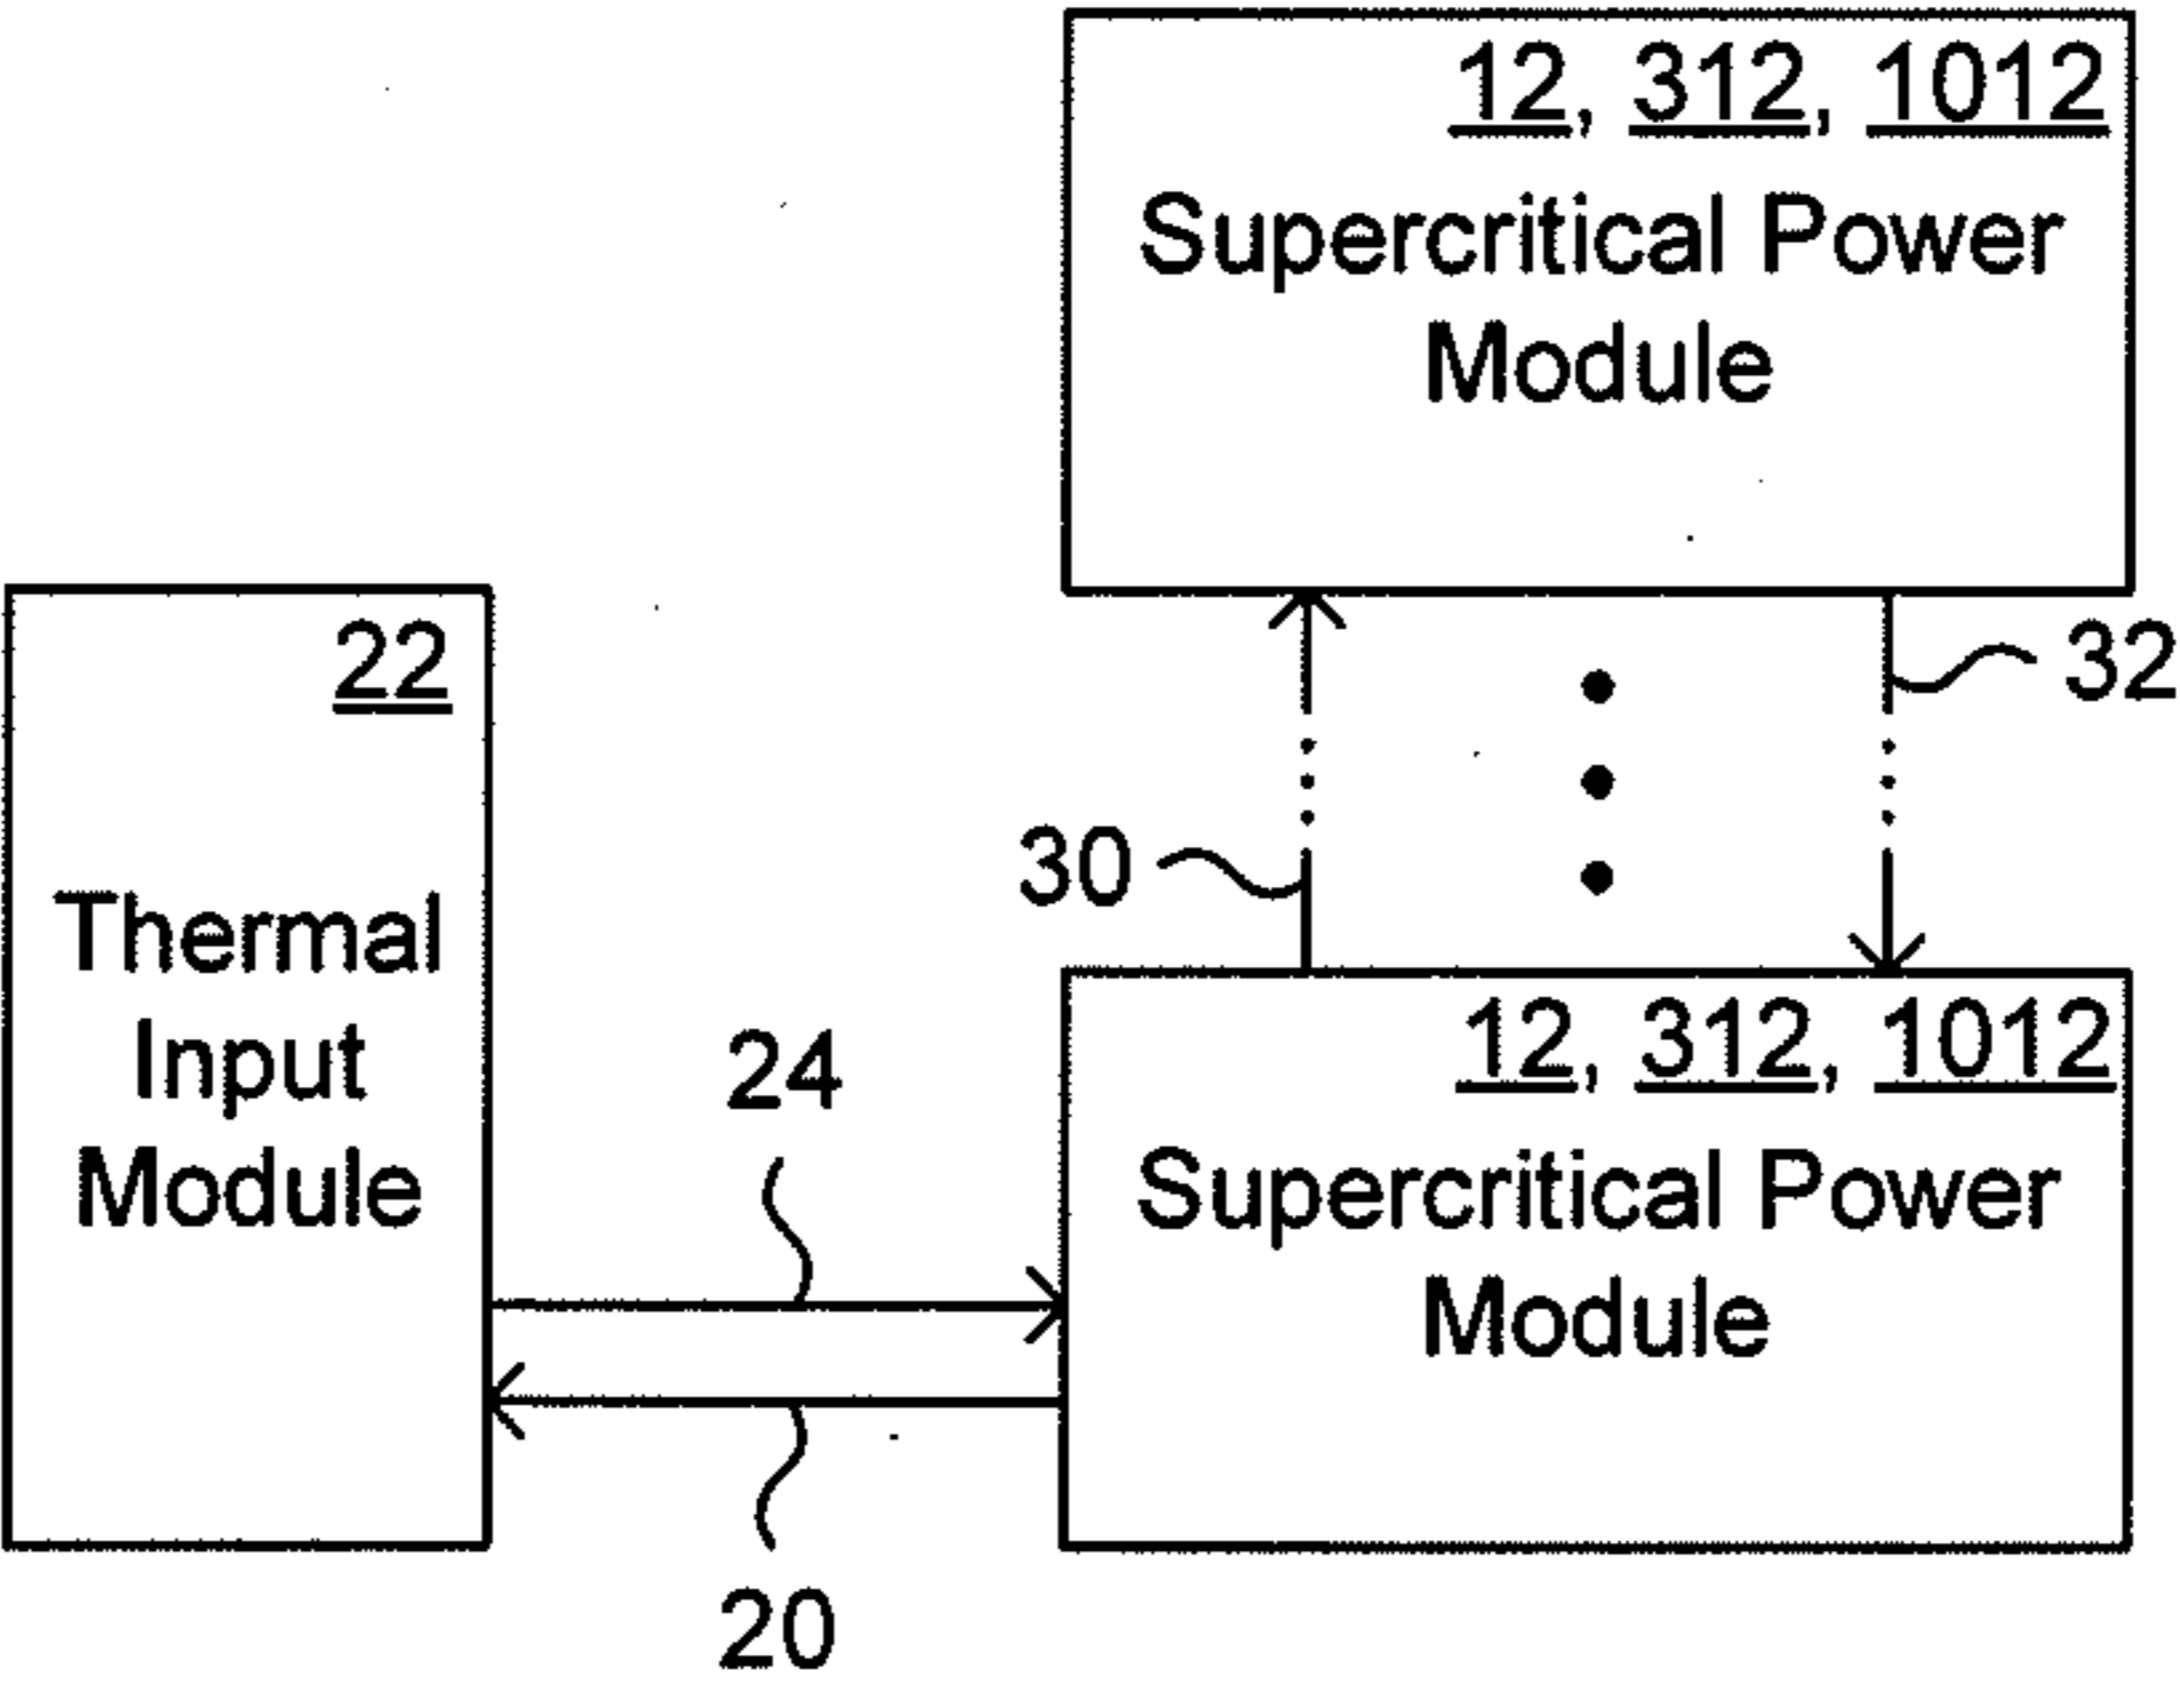 12, 312, 1012
Supercritical Power
Module
22
Thermal
Input
Module
32
30
24
12, 312, 1012
Supercritical Power
Module
20